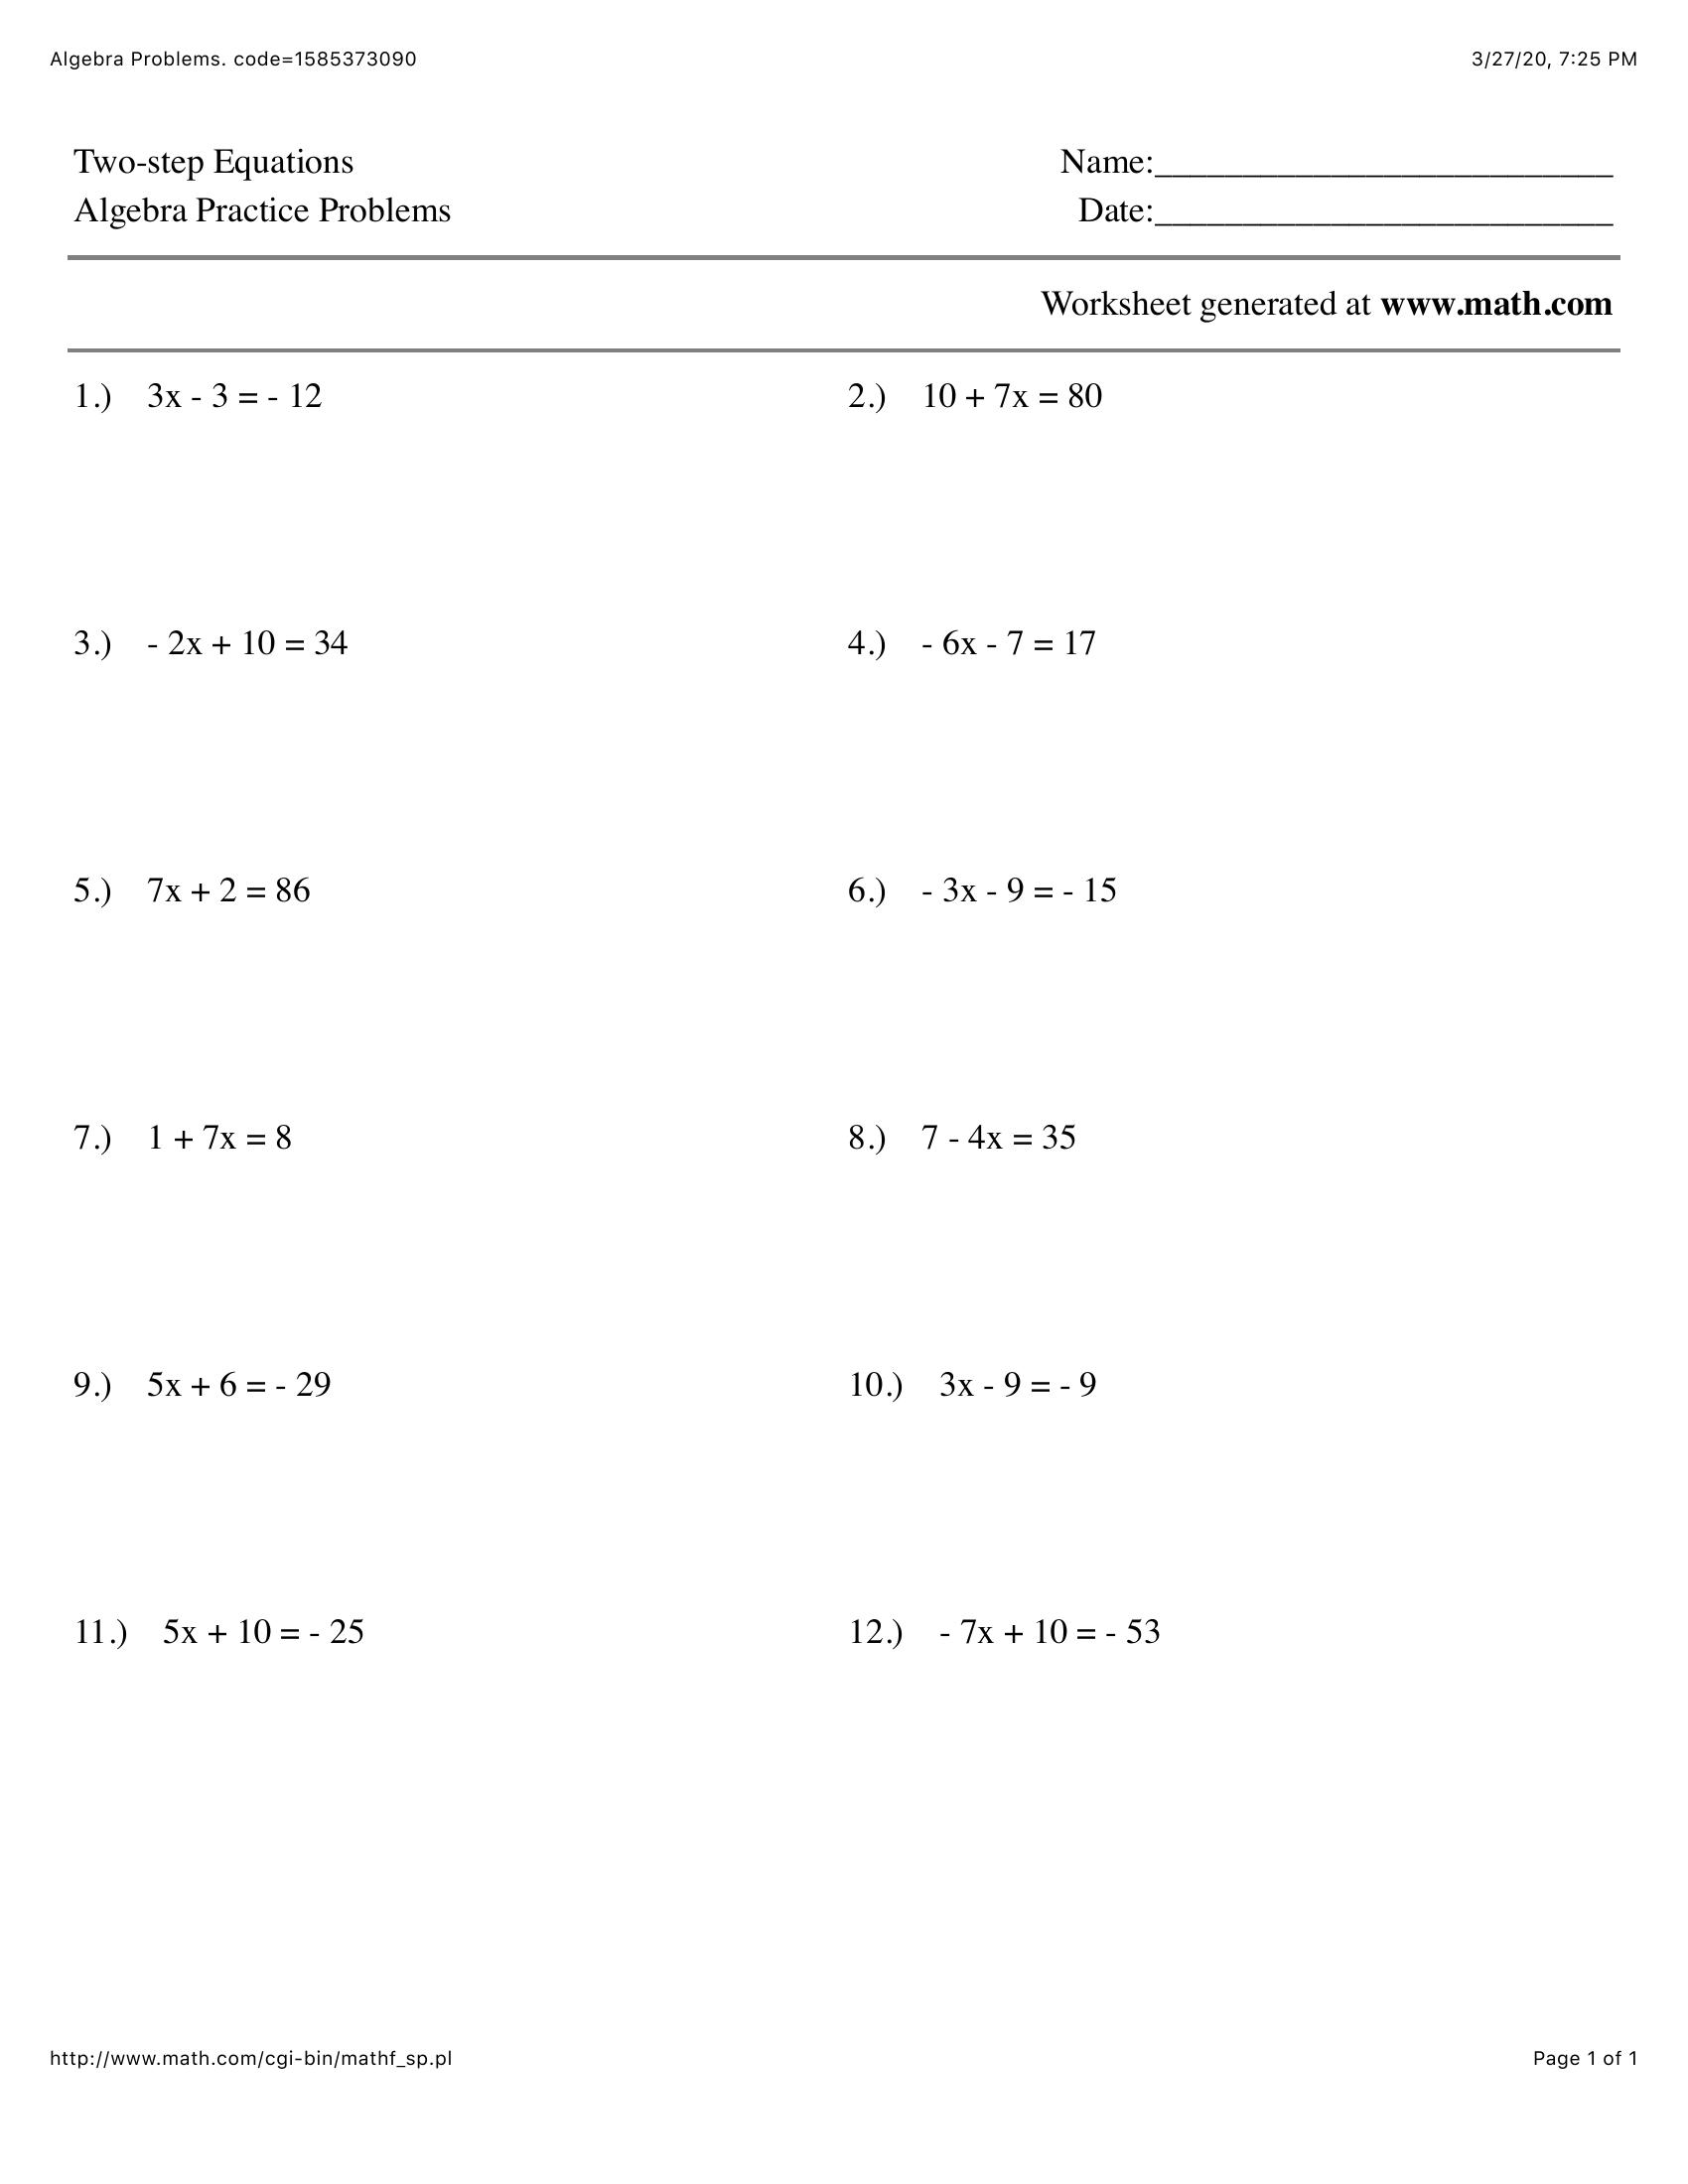 Algebra Problems. code=1585373090 3/27/20, 7:25 PM
Two-step Equations Name:__________________________
Algebra Practice Problems Date:__________________________
Worksheet generated at www.math.com
1.) 3x - 3 = - 12 2.) 10 + 7x = 80
3.) - 2x + 10 = 34 4.) - 6x - 7 = 17
5.) 7x + 2 = 86 6.) - 3x - 9 = - 15
7.) 1 + 7x = 8 8.) 7 - 4x = 35
9.) 5x + 6 = - 29 10.) 3x - 9 = - 9
11.) 5x + 10 = - 25 12.) - 7x + 10 = - 53
http://www.math.com/cgi-bin/mathf_sp.pl Page 1 of 1